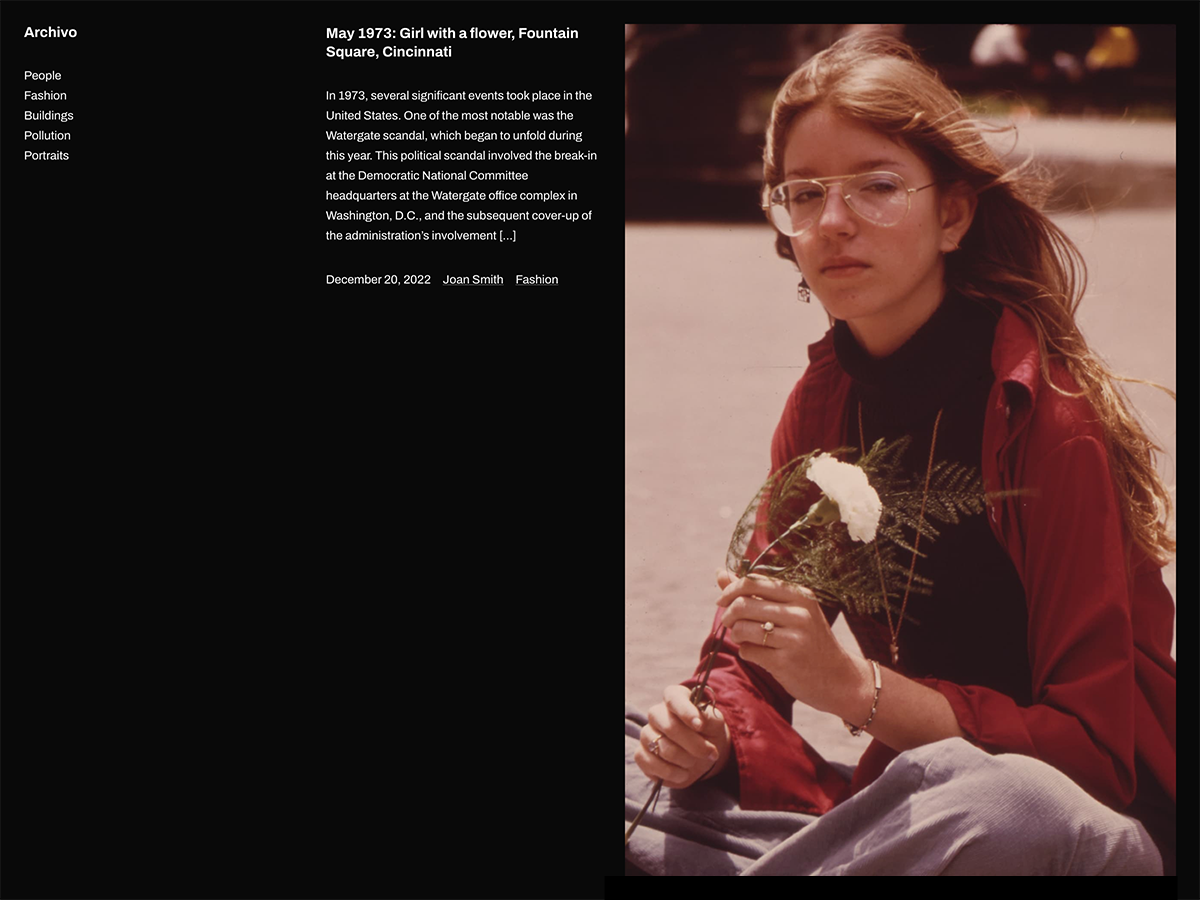 Archivo
People
Fashion
Buildings
Pollution
Portraits
May 1973: Girl with a flower, Fountain
Square, Cincinnati
In 1973, several significant events took place in the
United States. One of the most notable was the
Watergate scandal, which began to unfold during
this year. This political scandal involved the break-in
at the Democratic National Committee
headquarters at the Watergate office complex in
Washington, D.C., and the subsequent cover-up of
the administration’s involvement […]
December 20, 2022 Joan Smith Fashion